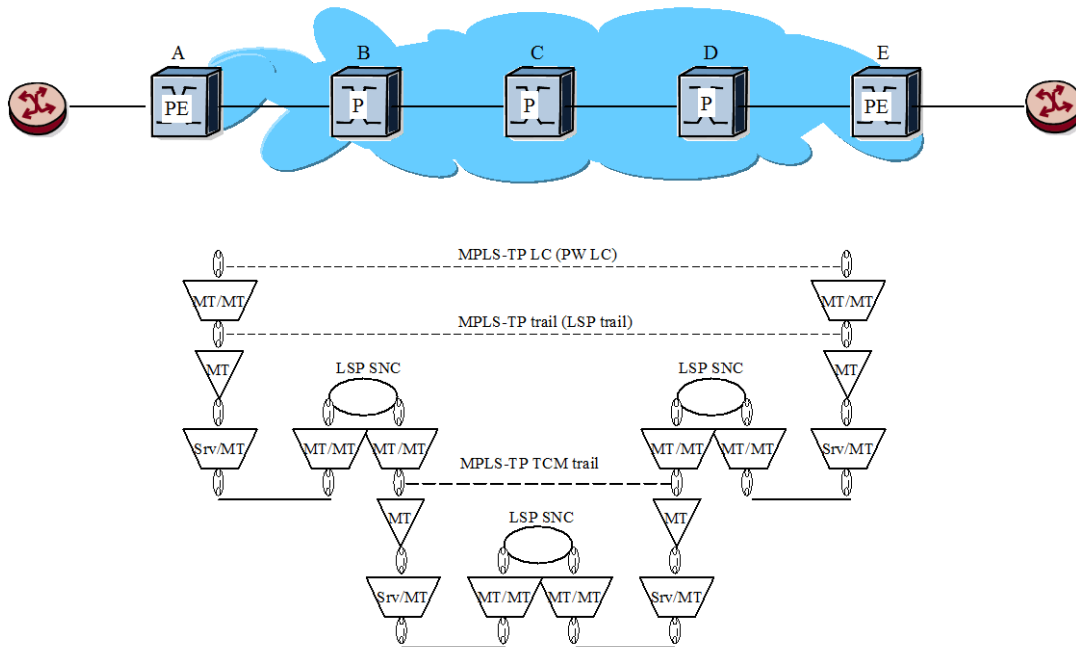 A B C D E
PE P P P PE
MPLS-TP LC (PW LC)
MT/MT MT/MT
MPLS-TP trail (LSP trail)
MT LSP SNC LSP SNC MT
Srv/MT MT/MT MT/MT MT/MT MT/MT Srv/MT
MPLS-TP TCM trail
MT LSP SNC MT
Srv/MT MT/MT MT/MT Srv/MT